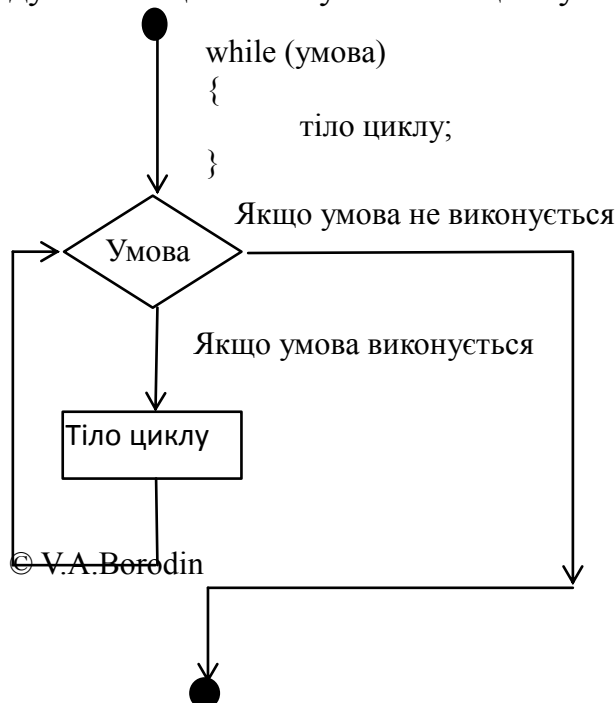 while (умова)
{
тіло циклу;
}
Якщо умова не виконується
Умова
Якщо умова виконується
Тіло циклу
© V.A.Borodin